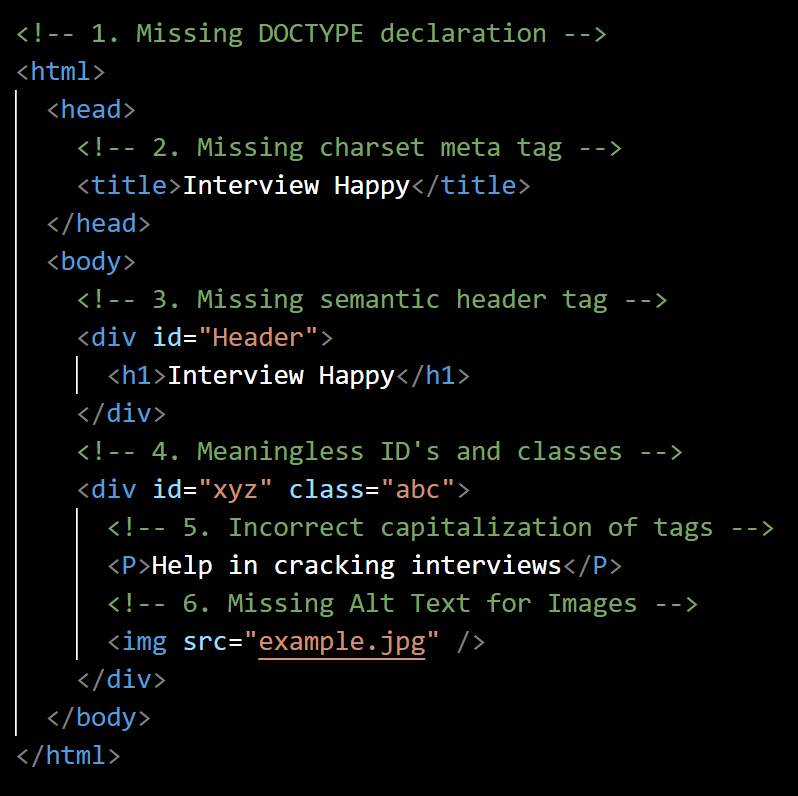 <!-- 1. Missing DOCTYPE declaration -->
<html>
<head>
<!-- 2. Missing charset meta tag -->
<title>Interview Happy</title>
</head>
<body>
<!-- 3. Missing semantic header tag -->
<div id="Header">
<h1>Interview Happy</h1>
</div>
<!-- 4. Meaningless ID's and classes -->
<div id="xyz" class="abc">
<!-- 5. Incorrect capitalization of tags -->
<P>Help in cracking interviews</P>
<!-- 6. Missing Alt Text for Images -->
<img src="example.jpg" />
</div>
</body>
</html>